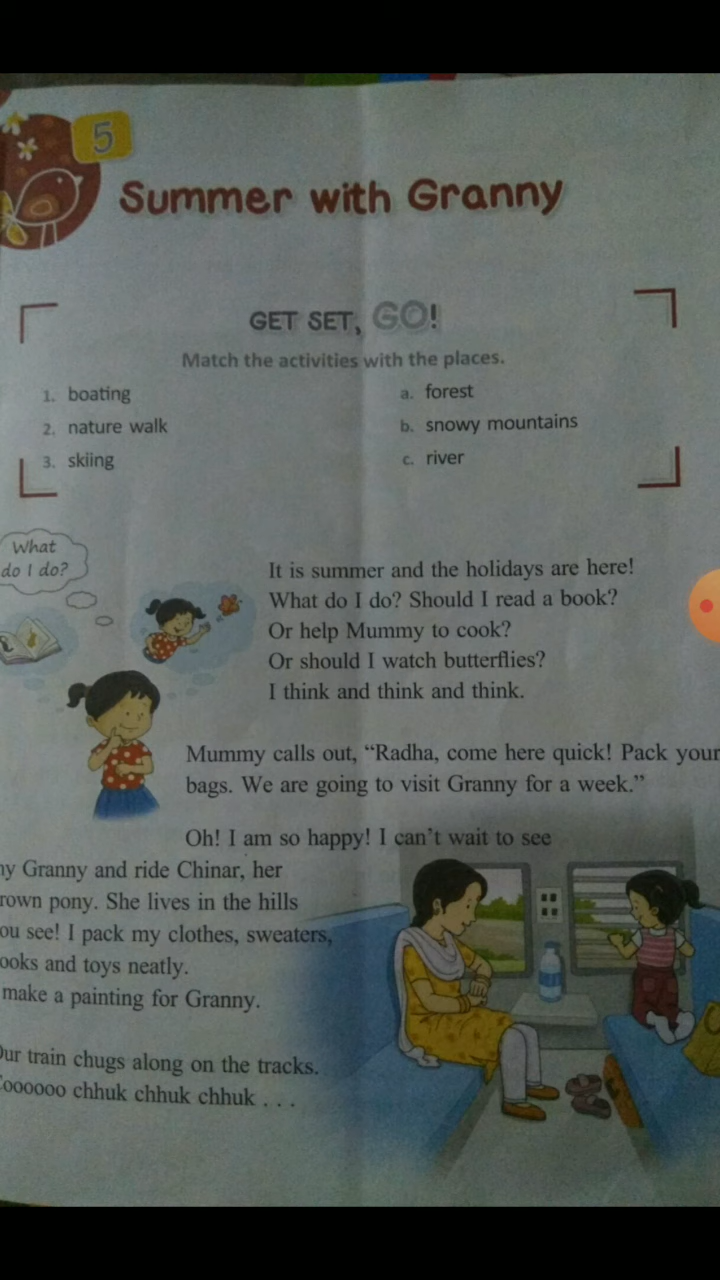 5
Summer with Granny
GET SET, GO!
Match the activities with the places.
1. boating
a. forest
2. nature walk
b. snowy mountains
3. skiing
c. river
What
do I do?
It is summer and the holidays are here!
What do I do? Should I read a book?
Or help Mummy to cook?
Or should I watch butterflies?
I think and think and think.
Mummy calls out, “Radha, come here quick! Pack your
bags. We are going to visit Granny for a week.”
Oh! I am so happy! I can’t wait to see
Granny and ride Chinar, her
pony. She lives in the hills
see! I pack my clothes, sweaters,
and toys neatly.
make a painting for Granny.
train chugs along on the tracks.
chhuk chhuk chhuk . . .